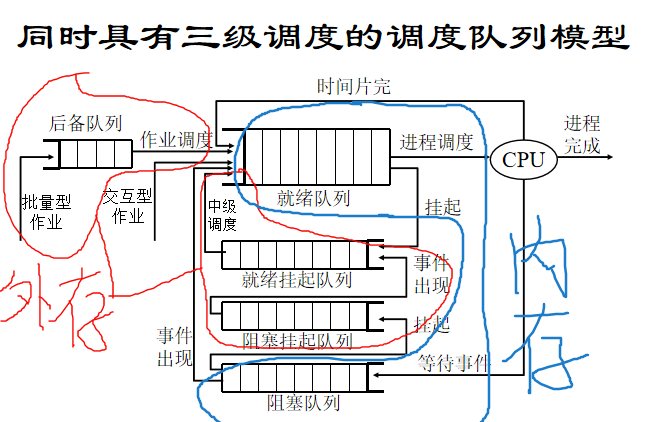 同时具有三级调度的调度队列模型
时间片完
后备队列
作业调度
进程调度
进程
完成
CPU
批量型
作业
交互型
作业
中级
调度
就绪队列
挂起
就绪挂起队列
事件
出现
外存
内存
阻塞挂起队列
挂起
事件
出现
等待事件
阻塞队列